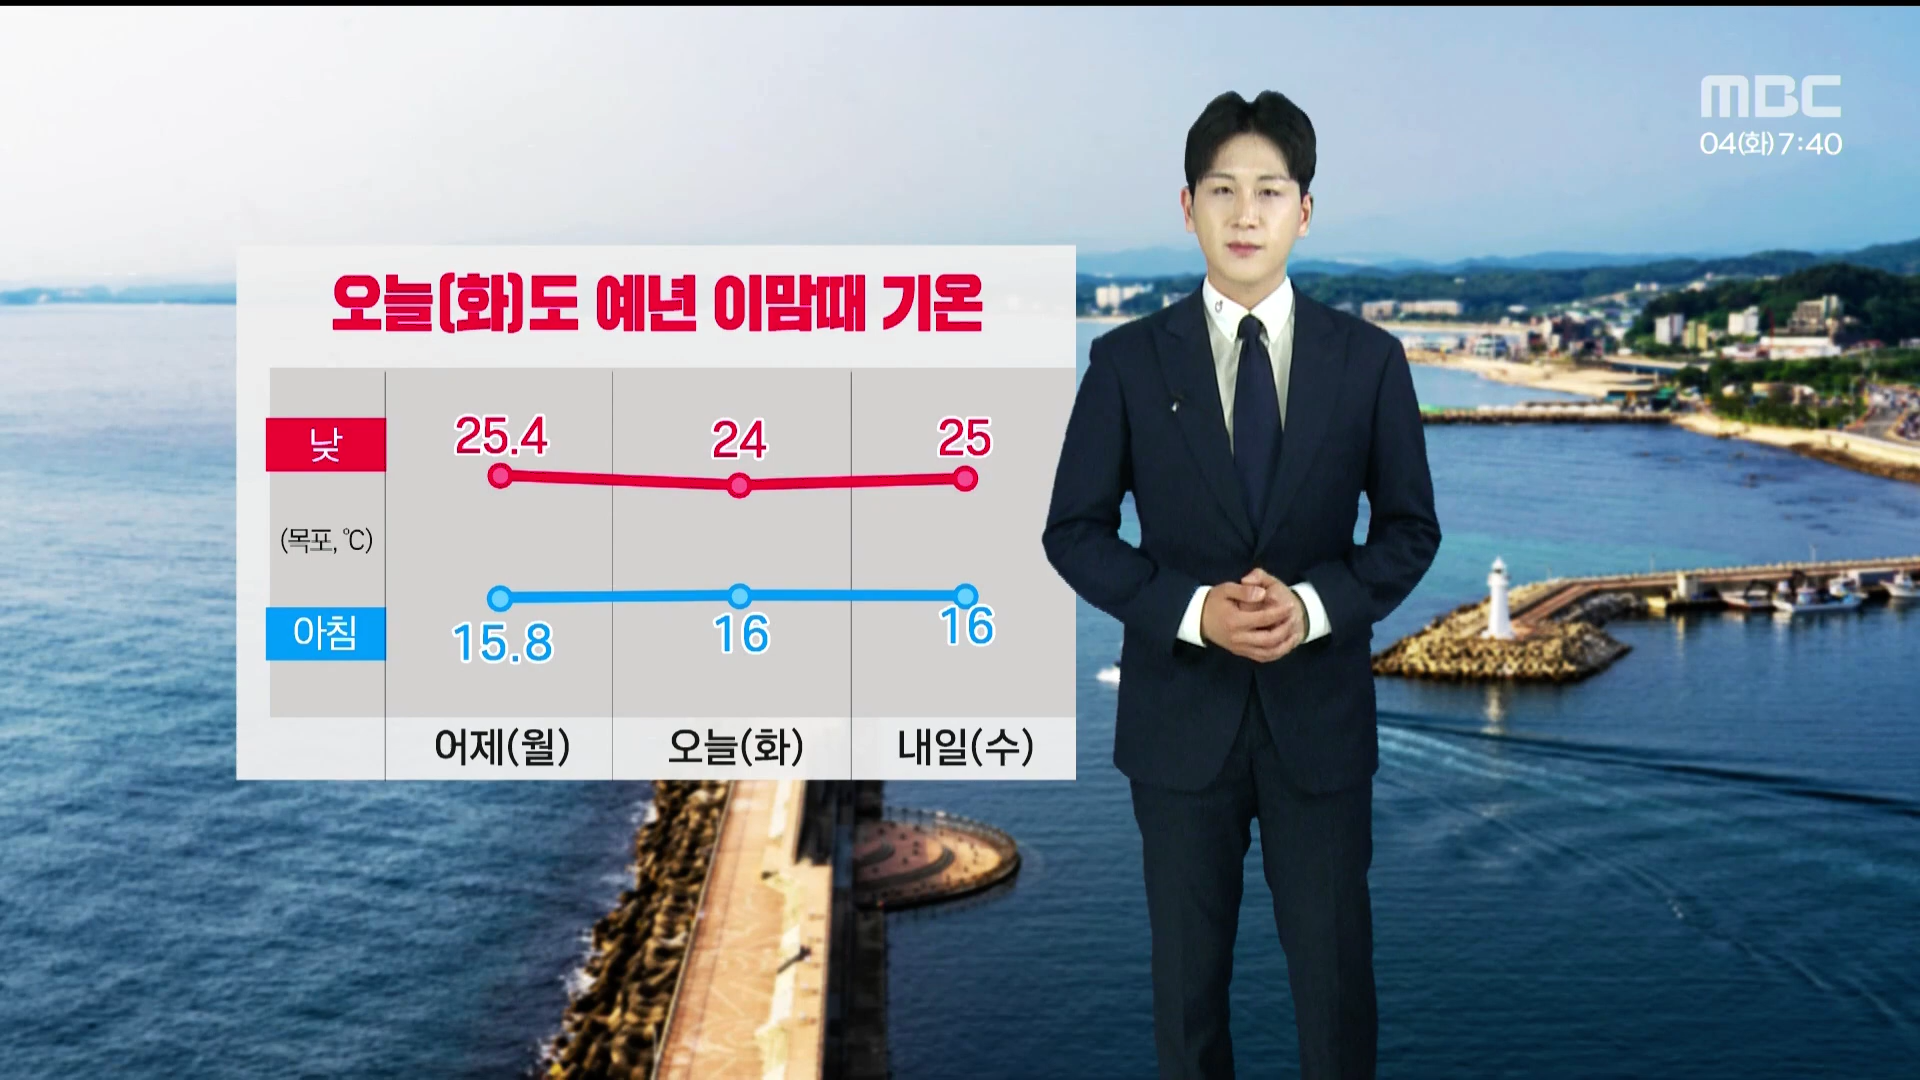 MBC
04(화) 7:40
오늘(화)도 예년 이맘때 기온
낮
25.4
24
25
(목포, ℃)
아침
15.8
16
16
어제(월)
오늘(화)
내일(수)